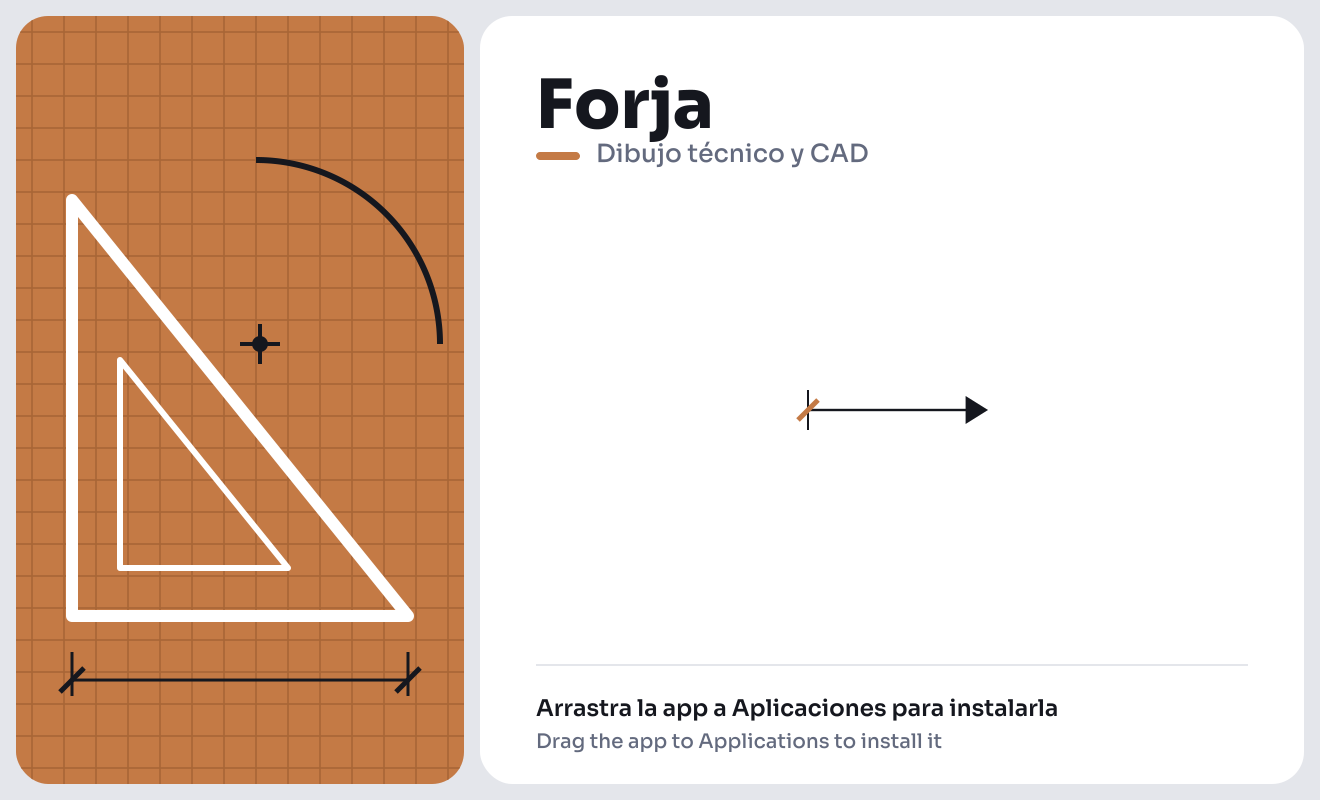 Forja
Dibujo técnico y CAD
Arrastra la app a Aplicaciones para instalarla
Drag the app to Applications to install it